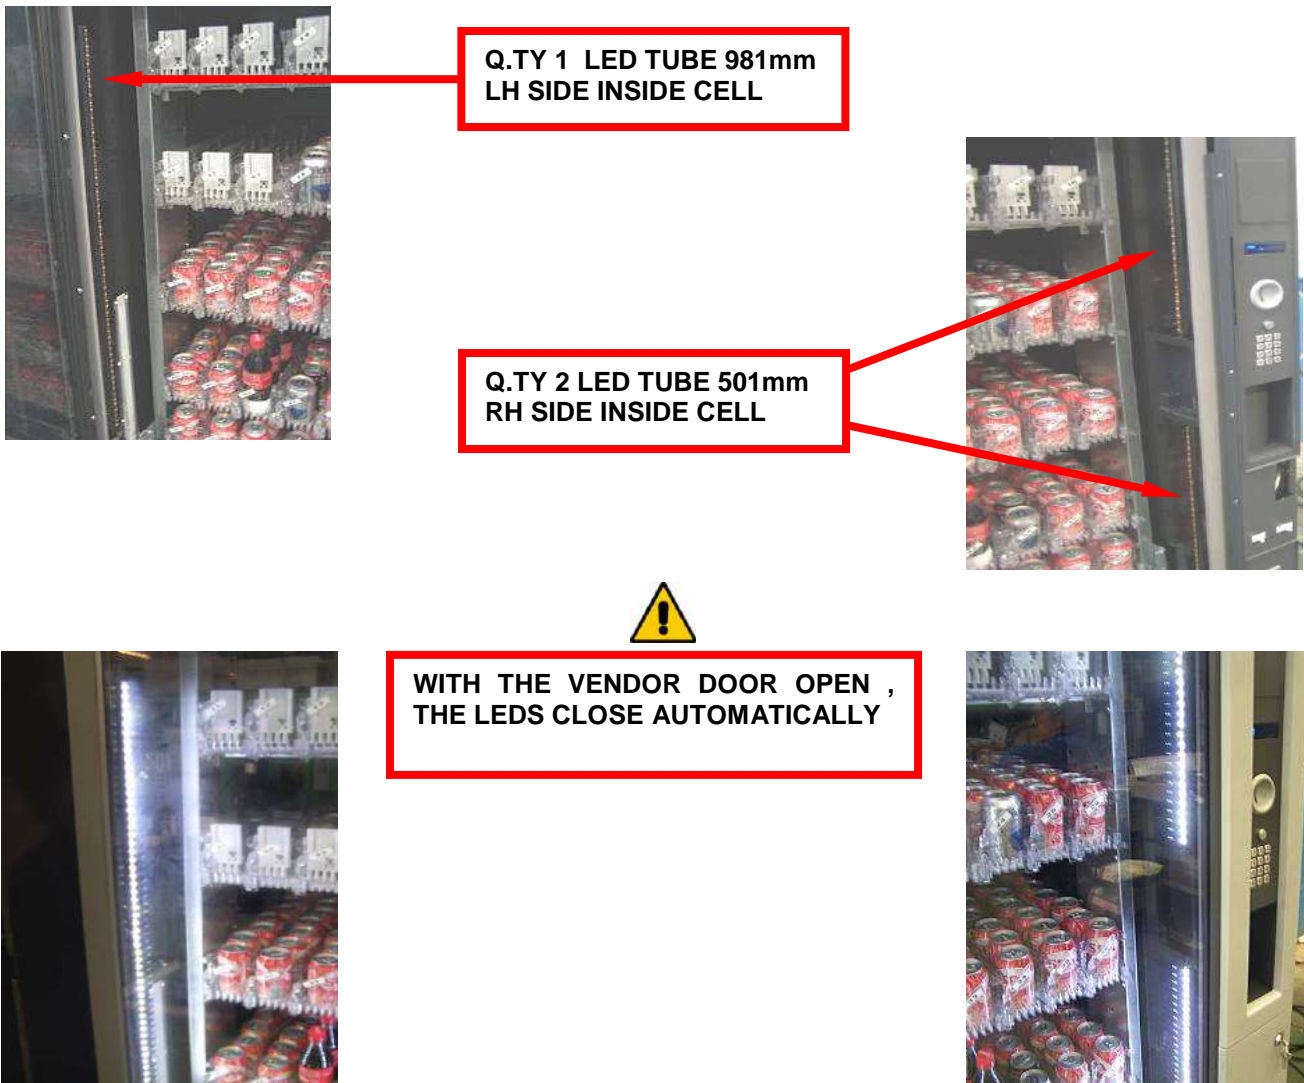 Q.TY 1 LED TUBE 981mm
LH SIDE INSIDE CELL
Q.TY 2 LED TUBE 501mm
RH SIDE INSIDE CELL
WITH THE VENDOR DOOR OPEN ,
THE LEDS CLOSE AUTOMATICALLY